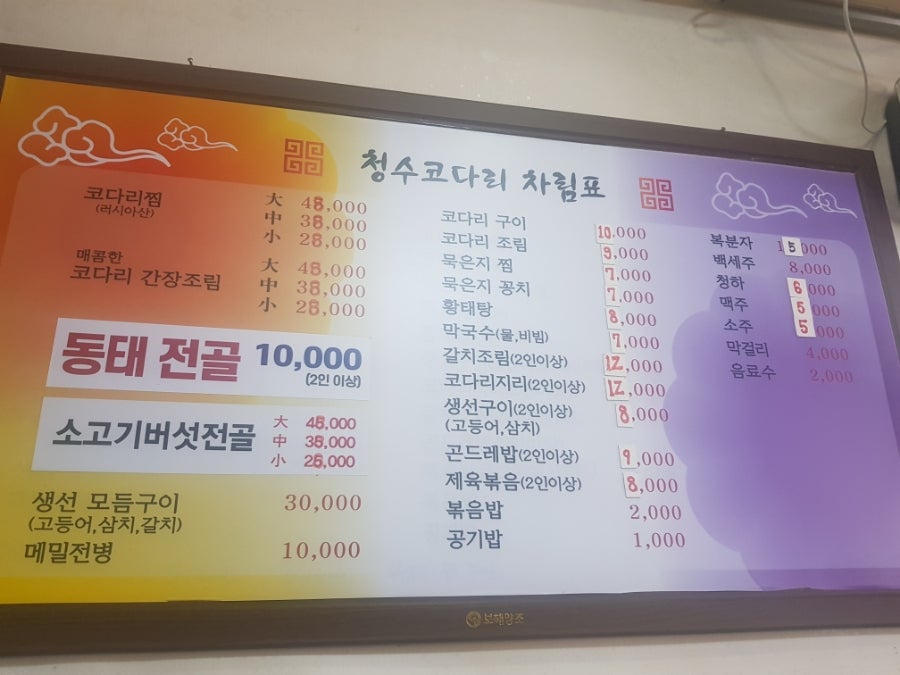 청수코다리 차림표
코다리찜 大 48,000
(러시아산) 中 38,000
小 28,000
매콤한
코다리 간장조림 大 48,000
中 38,000
小 28,000
동태 전골 10,000
(2인 이상)
소고기버섯전골 大 45,000
中 35,000
小 25,000
생선 모듬구이 30,000
(고등어,삼치,갈치)
메밀전병 10,000
코다리 구이 10,000
코다리 조림 9,000
묵은지 찜 7,000
묵은지 꽁치 7,000
황태탕 8,000
막국수(물,비빔) 7,000
갈치조림(2인이상) 12,000
코다리지리(2인이상) 12,000
생선구이(2인이상) 8,000
(고등어,삼치)
곤드레밥(2인이상) 9,000
제육볶음(2인이상) 8,000
볶음밥 2,000
공기밥 1,000
복분자 15,000
백세주 8,000
청하 6,000
맥주 5,000
소주 5,000
막걸리 4,000
음료수 2,000
보해양조